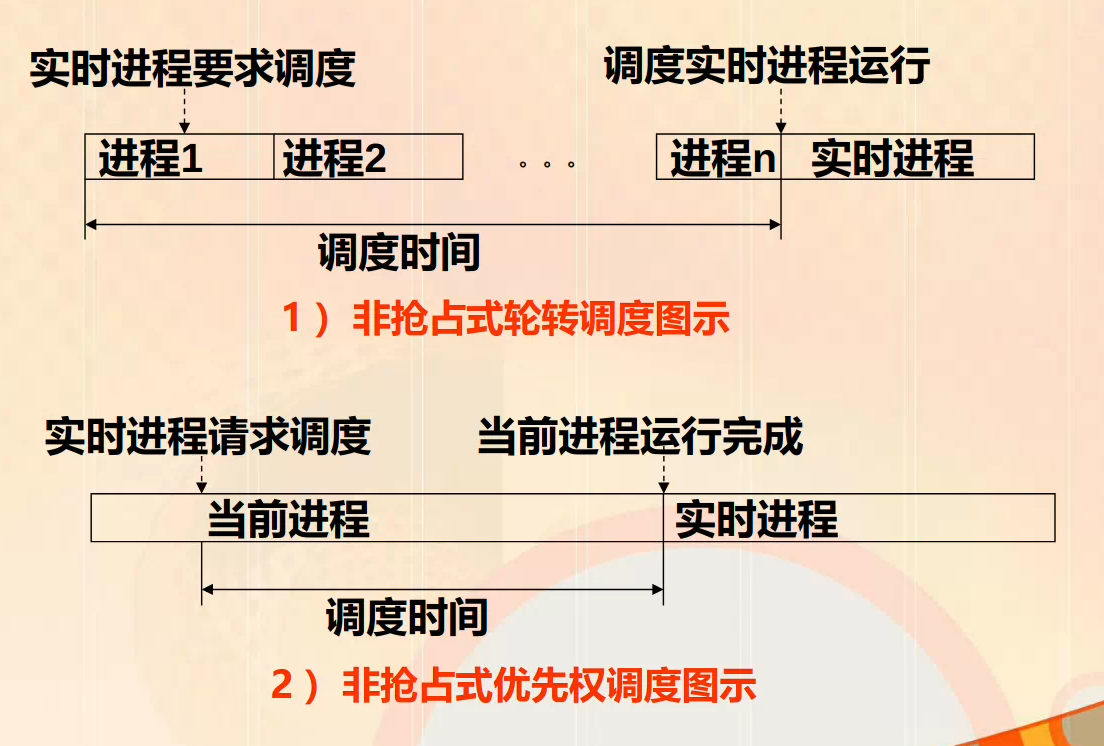 实时进程要求调度 调度实时进程运行
进程1 进程2 。。。 进程n 实时进程
调度时间
1）非抢占式轮转调度图示
实时进程请求调度 当前进程运行完成
当前进程 实时进程
调度时间
2）非抢占式优先权调度图示